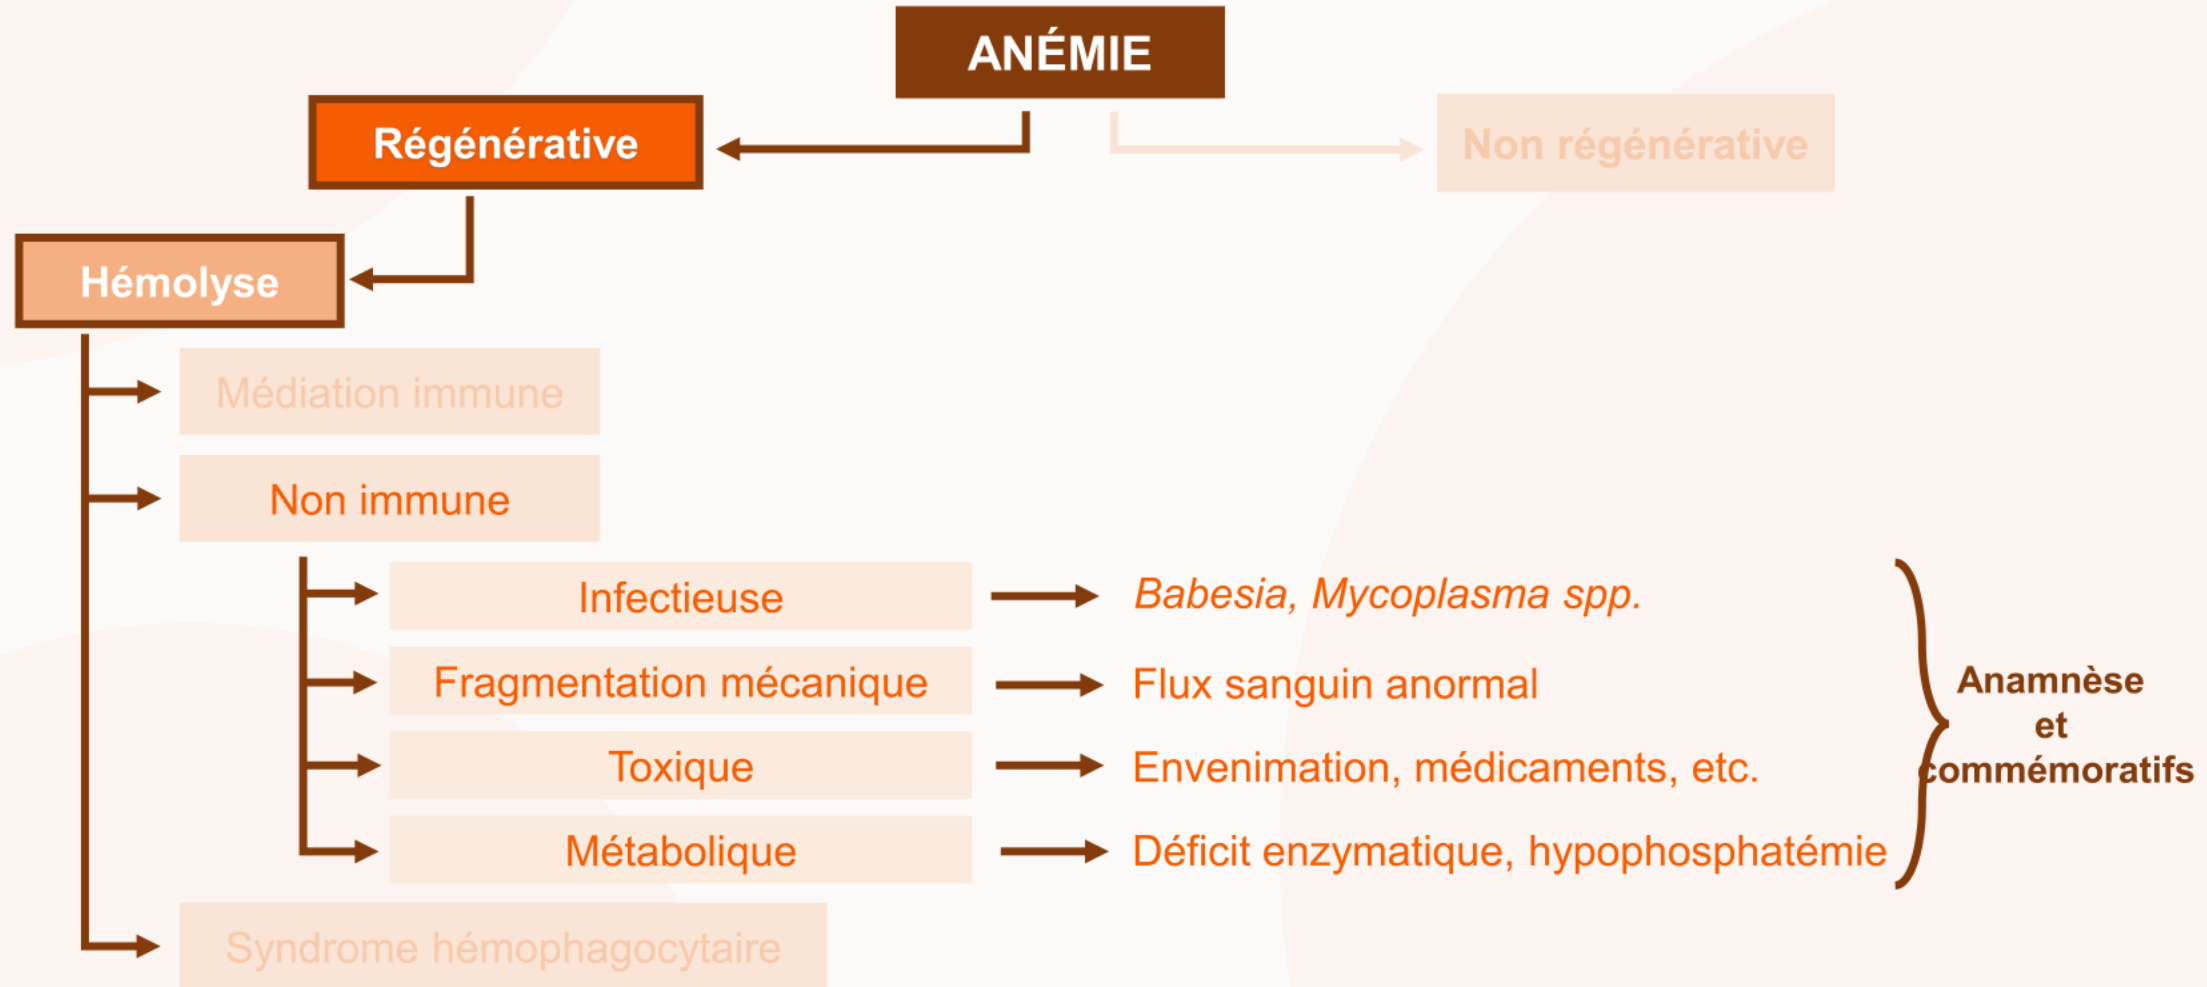 ANÉMIE
Régénérative
Non régénérative
Hémolyse
Médiation immune
Non immune
Infectieuse
Babesia, Mycoplasma spp.
Fragmentation mécanique
Flux sanguin anormal
Toxique
Envenimation, médicaments, etc.
Métabolique
Déficit enzymatique, hypophosphatémie
Anamnèse
et
commémoratifs
Syndrome hémophagocytaire